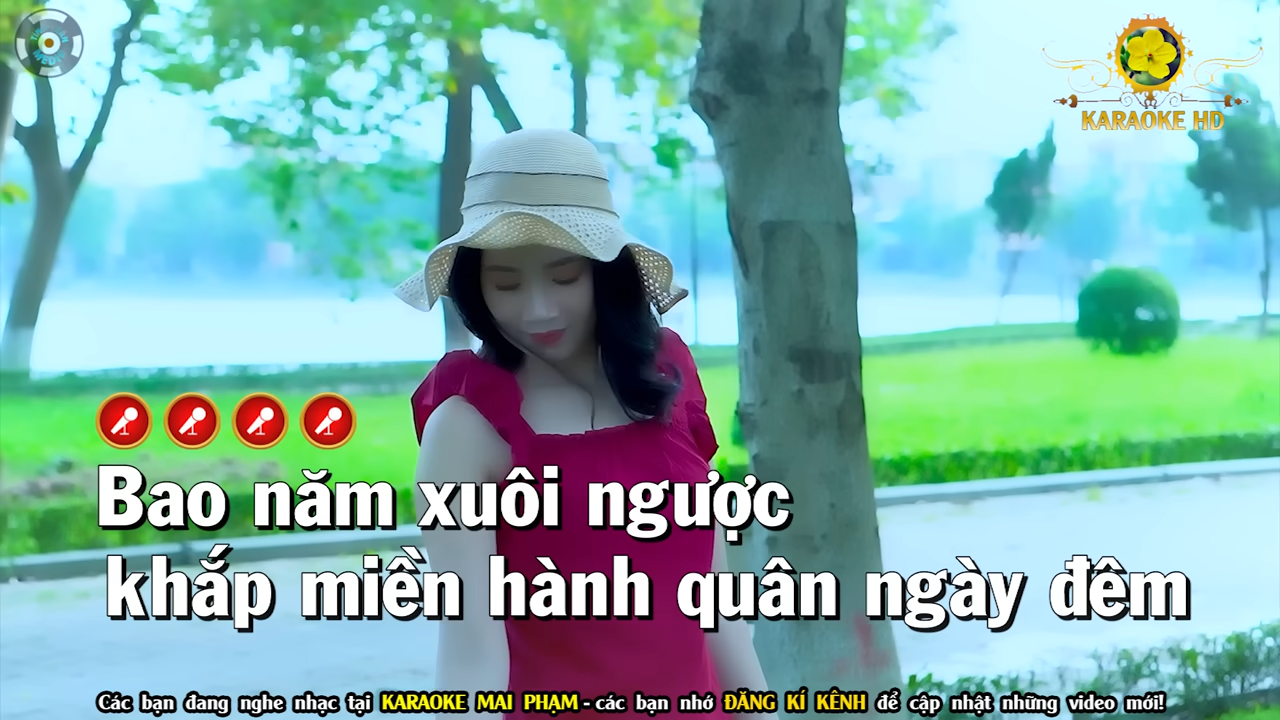 KARAOKE HD
Bao năm xuôi ngược
khắp miền hành quân ngày đêm
Các bạn đang nghe nhạc tại KARAOKE MAI PHẠM - các bạn nhớ ĐĂNG KÍ KÊNH để cập nhật những video mới!